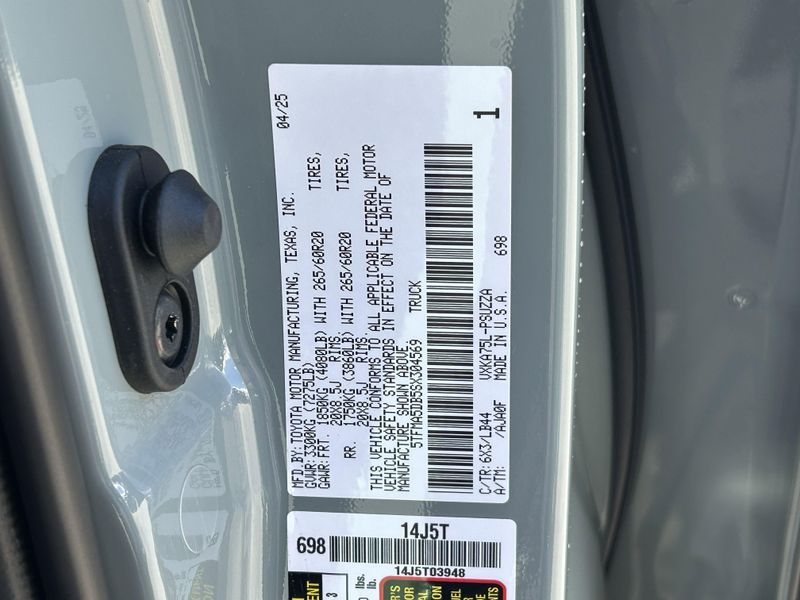 MFD BY:TOYOTA MOTOR MANUFACTURING, TEXAS, INC. 04/25
GVWR:3300KG (7275LB)
GAWR:FRT. 1850KG (4080LB) WITH 265/60R20 TIRES,
20X8.5J RIMS
RR. 1750KG (3860LB) WITH 265/60R20 TIRES,
20X8.5J RIMS
THIS VEHICLE CONFORMS TO ALL APPLICABLE FEDERAL MOTOR
VEHICLE SAFETY STANDARDS IN EFFECT ON THE DATE OF
MANUFACTURE SHOWN ABOVE.
5TFMA5DB5SX304569 TRUCK
1
C/TR:6X3/LB44 VXKA75L-PSUZZA 698
A/TM: /AJA0F MADE IN U.S.A.
14J5T
698
14J5T03948